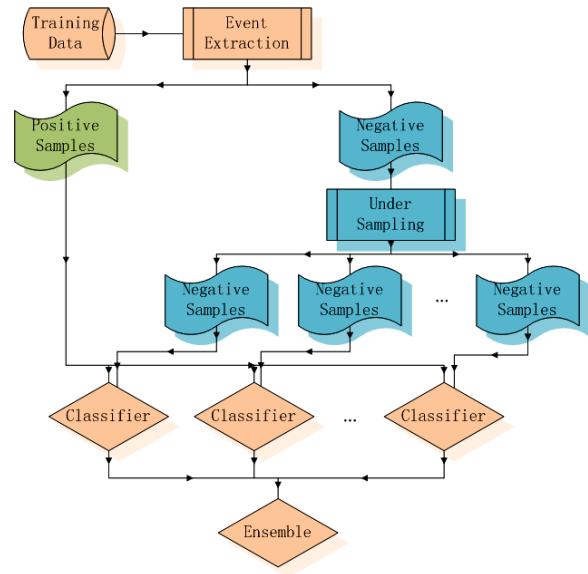 Training
Data
Event
Extraction
Positive
Samples
Negative
Samples
Under
Sampling
Negative
Samples
Negative
Samples
...
Negative
Samples
Classifier
Classifier
...
Classifier
Ensemble